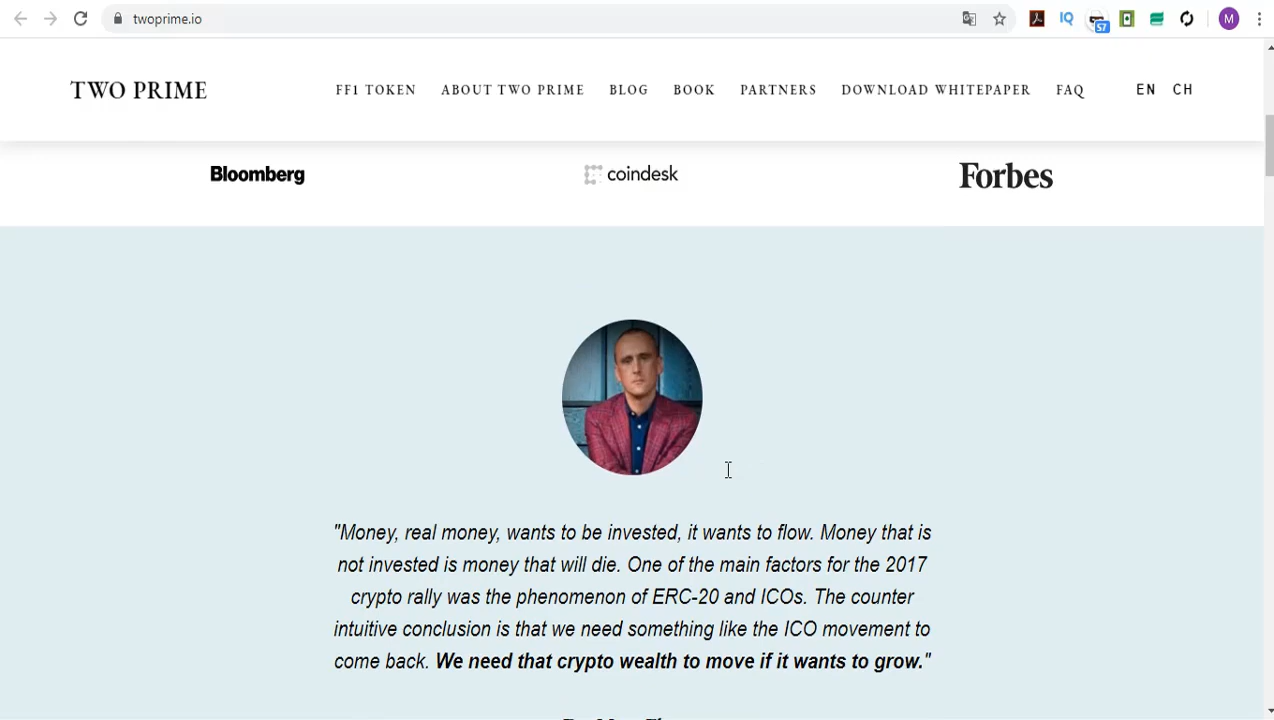 twoprime.io
57
M
TWO PRIME
FF1 TOKEN ABOUT TWO PRIME BLOG BOOK PARTNERS DOWNLOAD WHITEPAPER FAQ EN CH
Bloomberg coindesk Forbes
"Money, real money, wants to be invested, it wants to flow. Money that is
not invested is money that will die. One of the main factors for the 2017
crypto rally was the phenomenon of ERC-20 and ICOs. The counter
intuitive conclusion is that we need something like the ICO movement to
come back. We need that crypto wealth to move if it wants to grow."